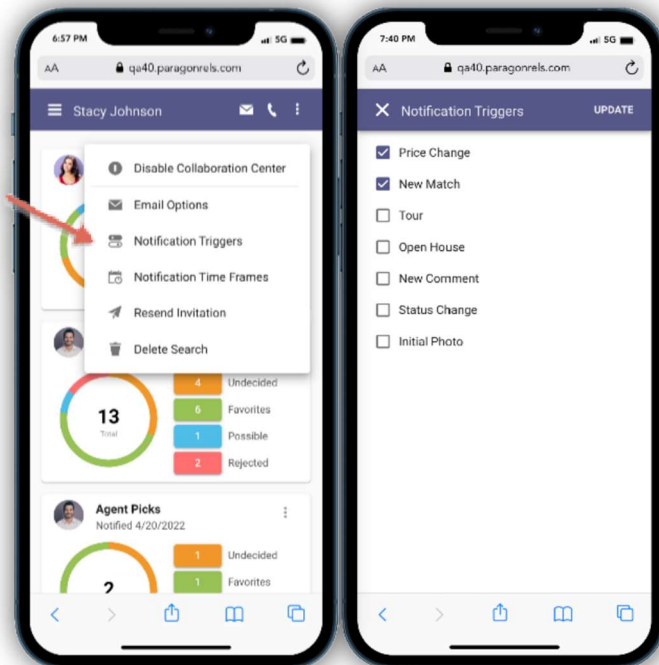 6:57 PM
5G
AA
qa40.paragonrels.com
Stacy Johnson
Disable Collaboration Center
Email Options
Notification Triggers
Notification Time Frames
Resend Invitation
Delete Search
13
Total
4 Undecided
6 Favorites
1 Possible
2 Rejected
Agent Picks
Notified 4/20/2022
2
1 Undecided
1 Favorites
7:40 PM
5G
AA
qa40.paragonrels.com
Notification Triggers
UPDATE
Price Change
New Match
Tour
Open House
New Comment
Status Change
Initial Photo